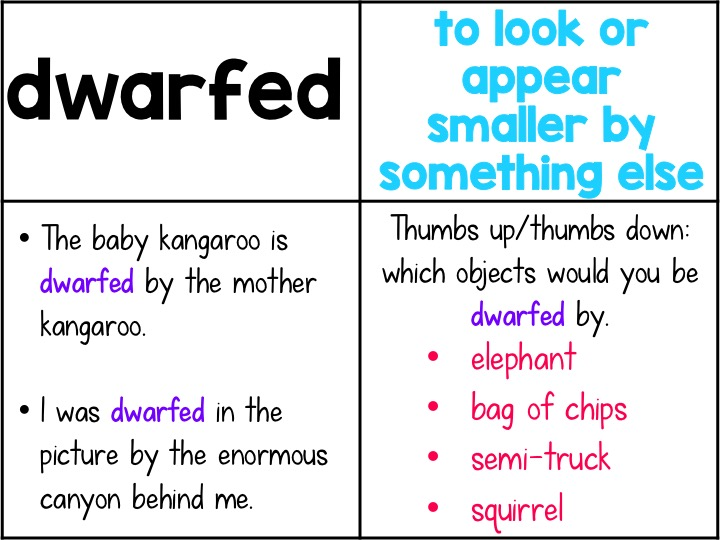 dwarfed
to look or
appear
smaller by
something else
• The baby kangaroo is
dwarfed by the mother
kangaroo.
• I was dwarfed in the
picture by the enormous
canyon behind me.
Thumbs up/thumbs down:
which objects would you be
dwarfed by.
• elephant
• bag of chips
• semi-truck
• squirrel